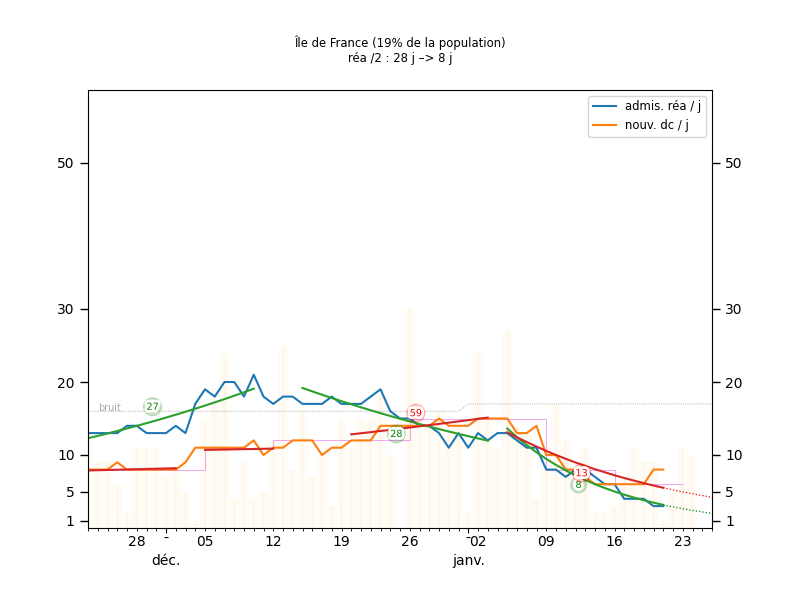 Île de France (19% de la population)
réa /2 : 28 j –> 8 j
admis. réa / j
nouv. dc / j
50 50
30 30
20 20
bruit 27 59
28
10 10
13
8
5 5
1 1
28 05 12 19 26 02 09 16 23
déc. janv.